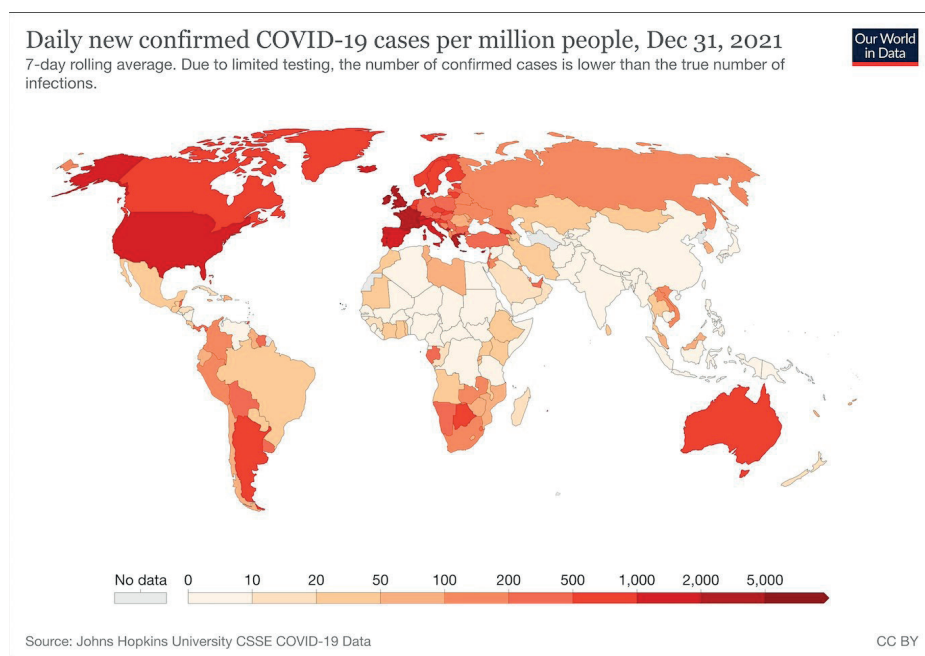 Daily new confirmed COVID-19 cases per million people, Dec 31, 2021
7-day rolling average. Due to limited testing, the number of confirmed cases is lower than the true number of
infections.
Our World
in Data
No data
0
10
20
50
100
200
500
1,000
2,000
5,000
Source: Johns Hopkins University CSSE COVID-19 Data
CC BY